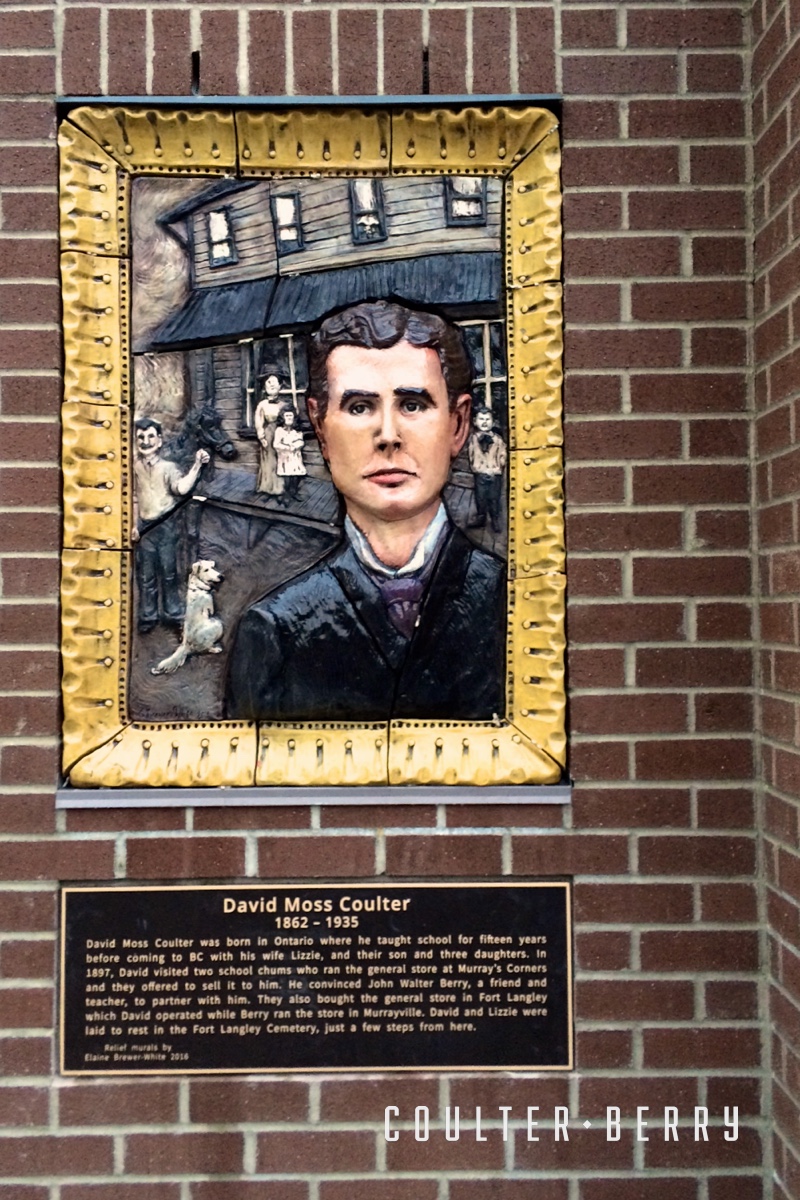 David Moss Coulter
1862 – 1935
David Moss Coulter was born in Ontario where he taught school for fifteen years
before coming to BC with his wife Lizzie, and their son and three daughters. In
1897, David visited two school chums who ran the general store at Murray's Corners
and they offered to sell it to him. He convinced John Walter Berry, a friend and
teacher, to partner with him. They also bought the general store in Fort Langley
which David operated while Berry ran the store in Murrayville. David and Lizzie were
laid to rest in the Fort Langley Cemetery, just a few steps from here.
Relief murals by
Elaine Brewer-White 2016
COULTER·BERRY